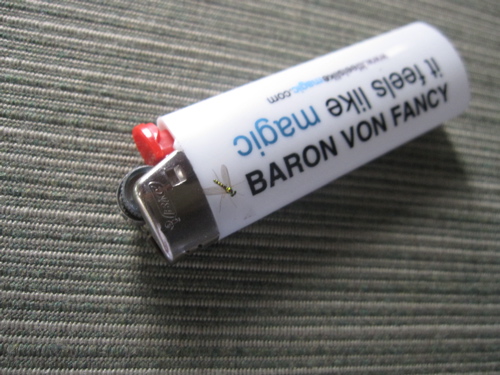 BARON VON FANCY
it feels like magic
www.itfeelslikemagic.com